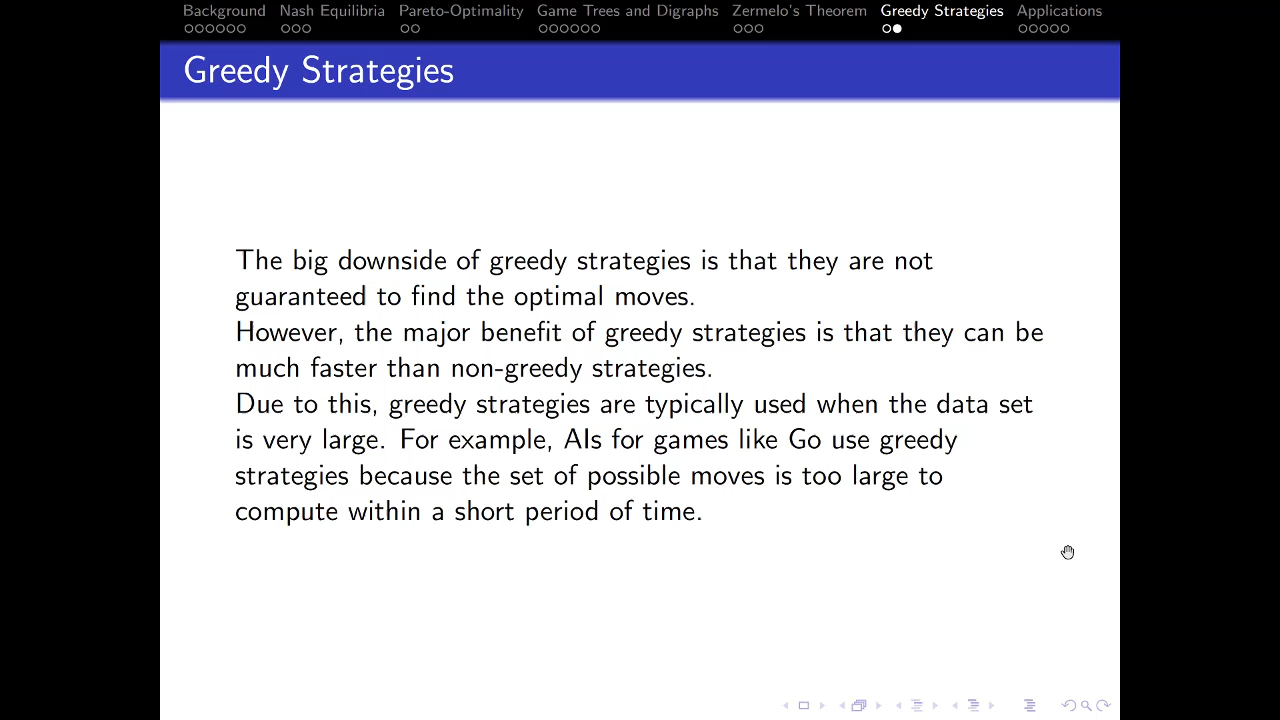 Background Nash Equilibria Pareto-Optimality Game Trees and Digraphs Zermelo's Theorem Greedy Strategies Applications
Greedy Strategies
The big downside of greedy strategies is that they are not
guaranteed to find the optimal moves.
However, the major benefit of greedy strategies is that they can be
much faster than non-greedy strategies.
Due to this, greedy strategies are typically used when the data set
is very large. For example, AIs for games like Go use greedy
strategies because the set of possible moves is too large to
compute within a short period of time.